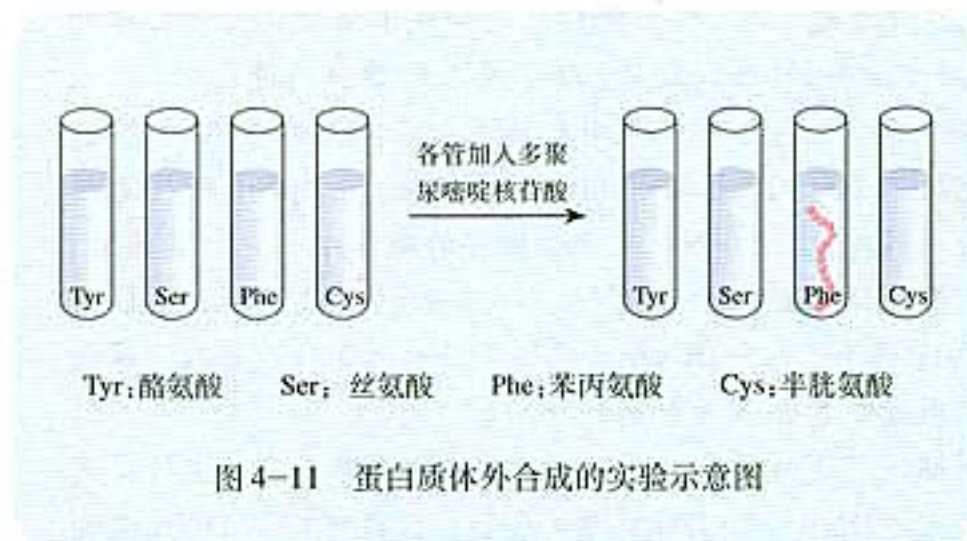 各管加入多聚
尿嘧啶核苷酸
Tyr Ser Phe Cys Tyr Ser Phe Cys
Tyr:酪氨酸 Ser: 丝氨酸 Phe:苯丙氨酸 Cys:半胱氨酸
图 4-11 蛋白质体外合成的实验示意图